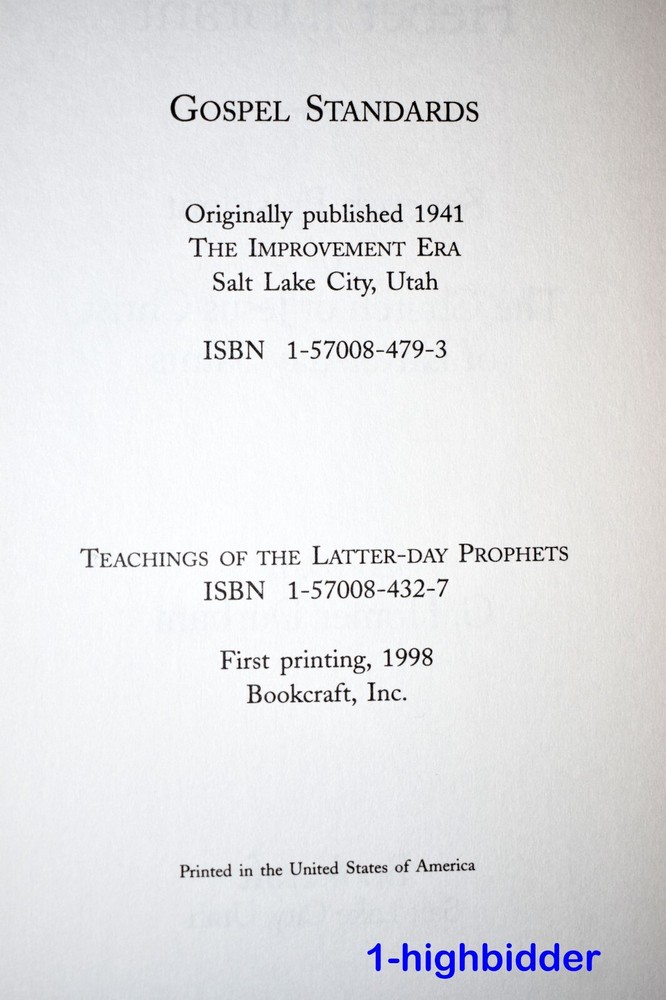 GOSPEL STANDARDS
Originally published 1941
THE IMPROVEMENT ERA
Salt Lake City, Utah
ISBN 1-57008-479-3
TEACHINGS OF THE LATTER-DAY PROPHETS
ISBN 1-57008-432-7
First printing, 1998
Bookcraft, Inc.
Printed in the United States of America
1-highbidder